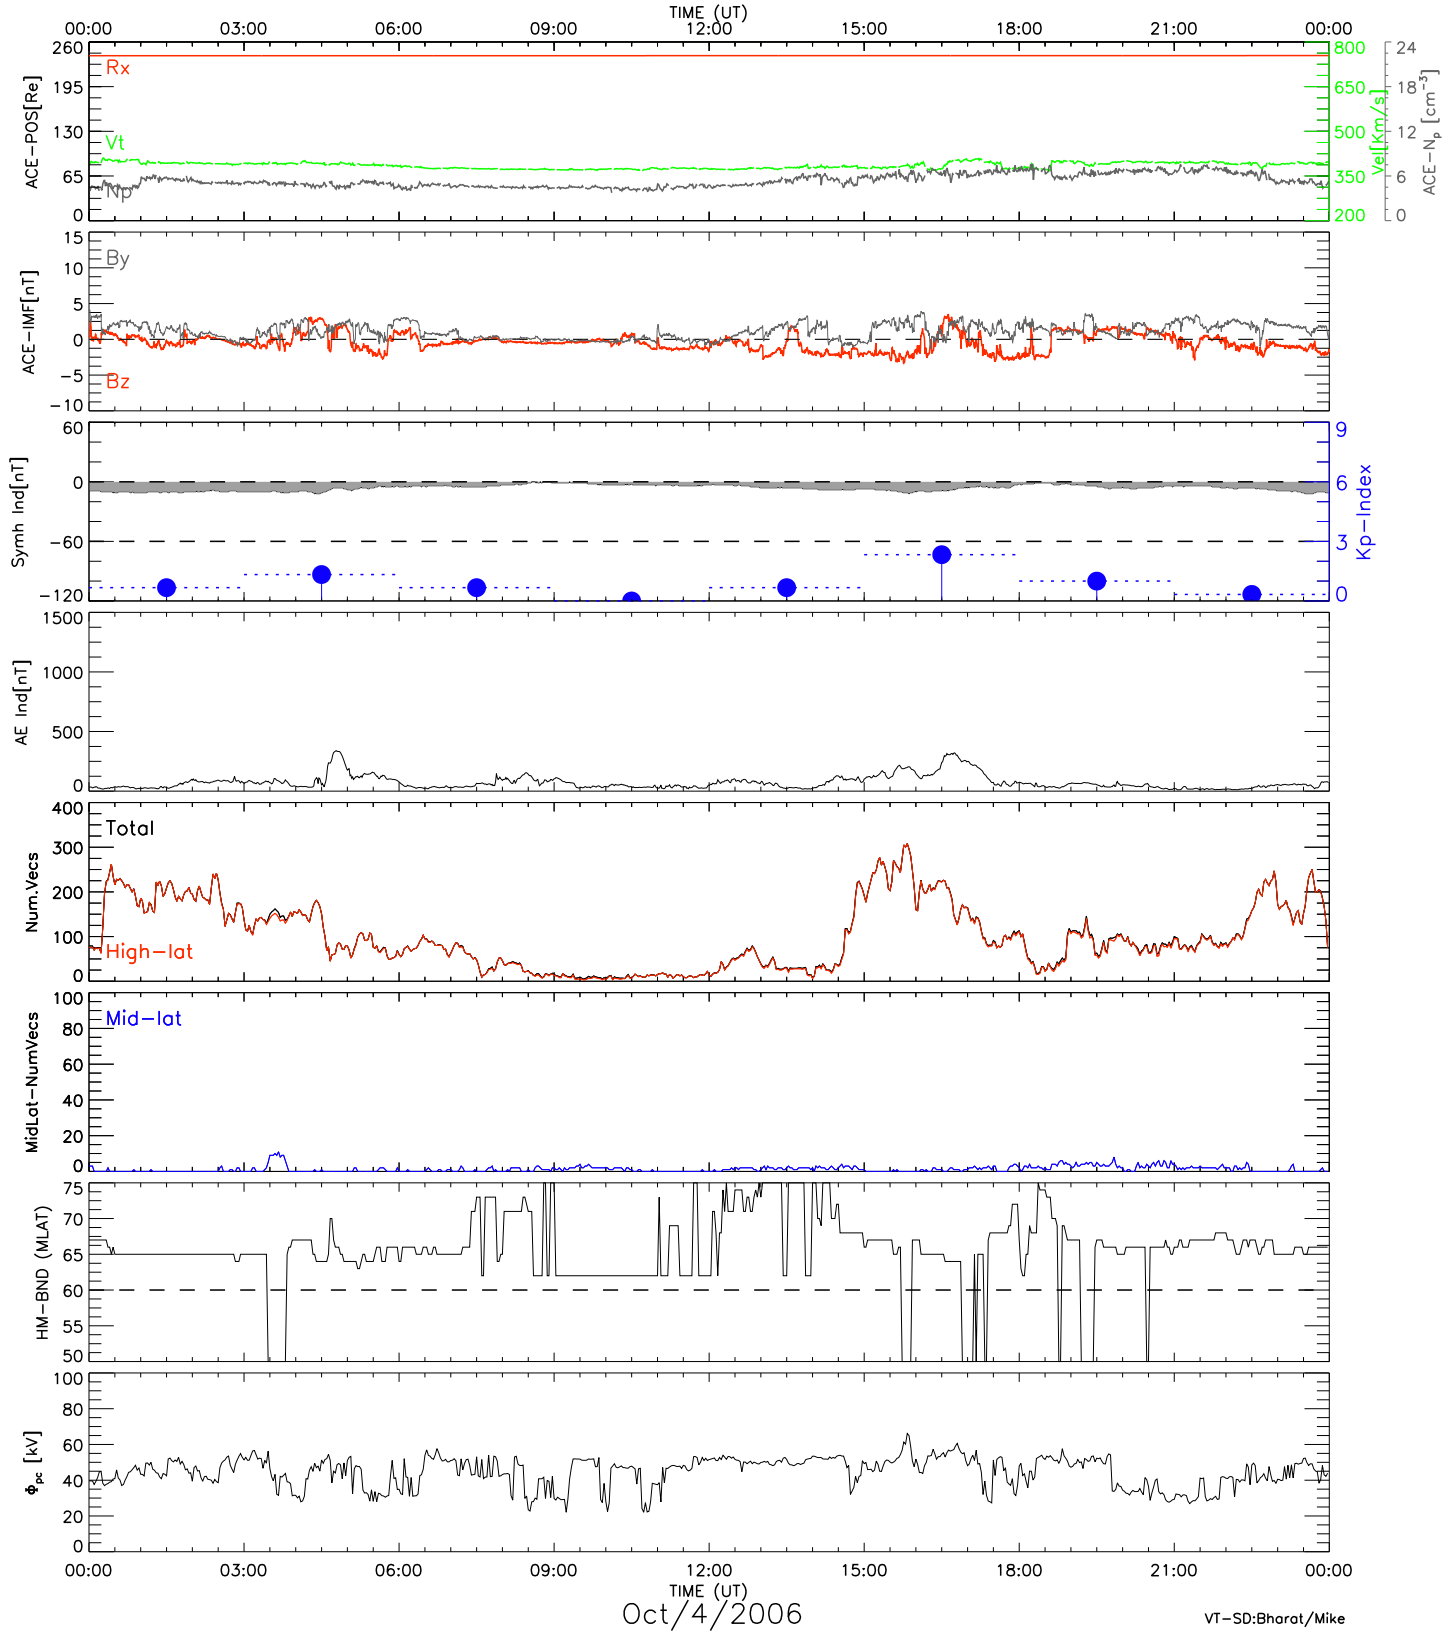 TIME (UT)
00:00 03:00 06:00 09:00 12:00 15:00 18:00 21:00 00:00
260
195
130
65
0
ACE-POS[Re]
Rx
Vt
Np
800
650
500
350
200
Vel[Km/s]
24
18
12
6
0
ACE-Np [cm-3]
15
10
5
0
-5
-10
ACE-IMF[nT]
By
Bz
60
0
-60
-120
Symh Ind[nT]
9
6
3
0
Kp-Index
1500
1000
500
0
AE Ind[nT]
400
300
200
100
0
Num.Vecs
Total
High-lat
100
80
60
40
20
0
MidLat-NumVecs
Mid-lat
75
70
65
60
55
50
HM-BND (MLAT)
100
80
60
40
20
0
Φpc [kV]
00:00 03:00 06:00 09:00 12:00 15:00 18:00 21:00 00:00
TIME (UT)
Oct/4/2006
VT-SD:Bharat/Mike